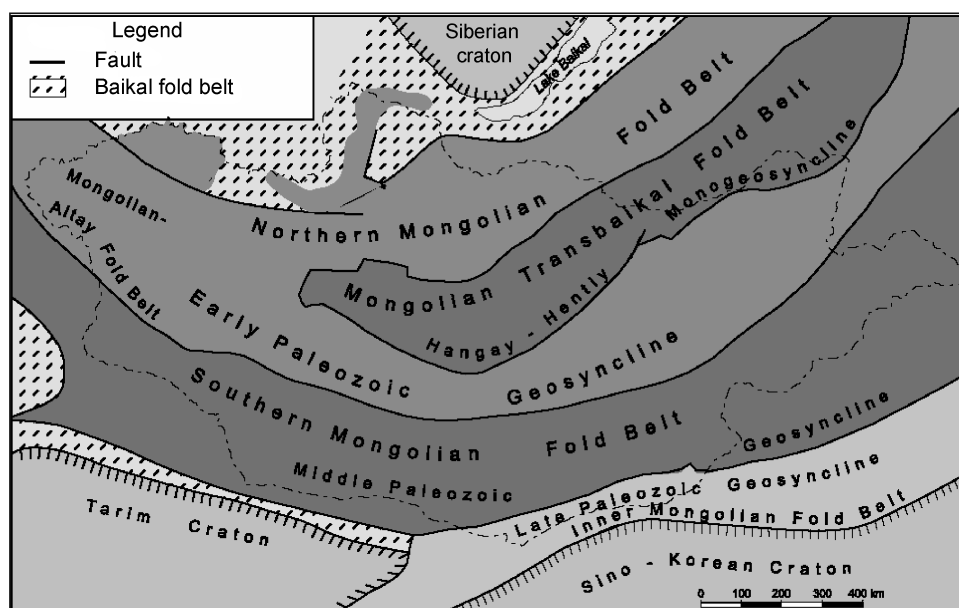 Legend
Fault
Baikal fold belt
Siberian
craton
Lake Baikal
Northern Mongolian Fold Belt
Mongolian-
Altay Fold Belt
Mongolian Transbaikal Fold Belt
Hangay - Hently Monogeosyncline
Early Paleozoic Geosyncline
Southern Mongolian Fold Belt
Middle Paleozoic Geosyncline
Late Paleozoic Geosyncline
Inner Mongolian Fold Belt
Tarim Craton
Sino - Korean Craton
0 100 200 300 400 km